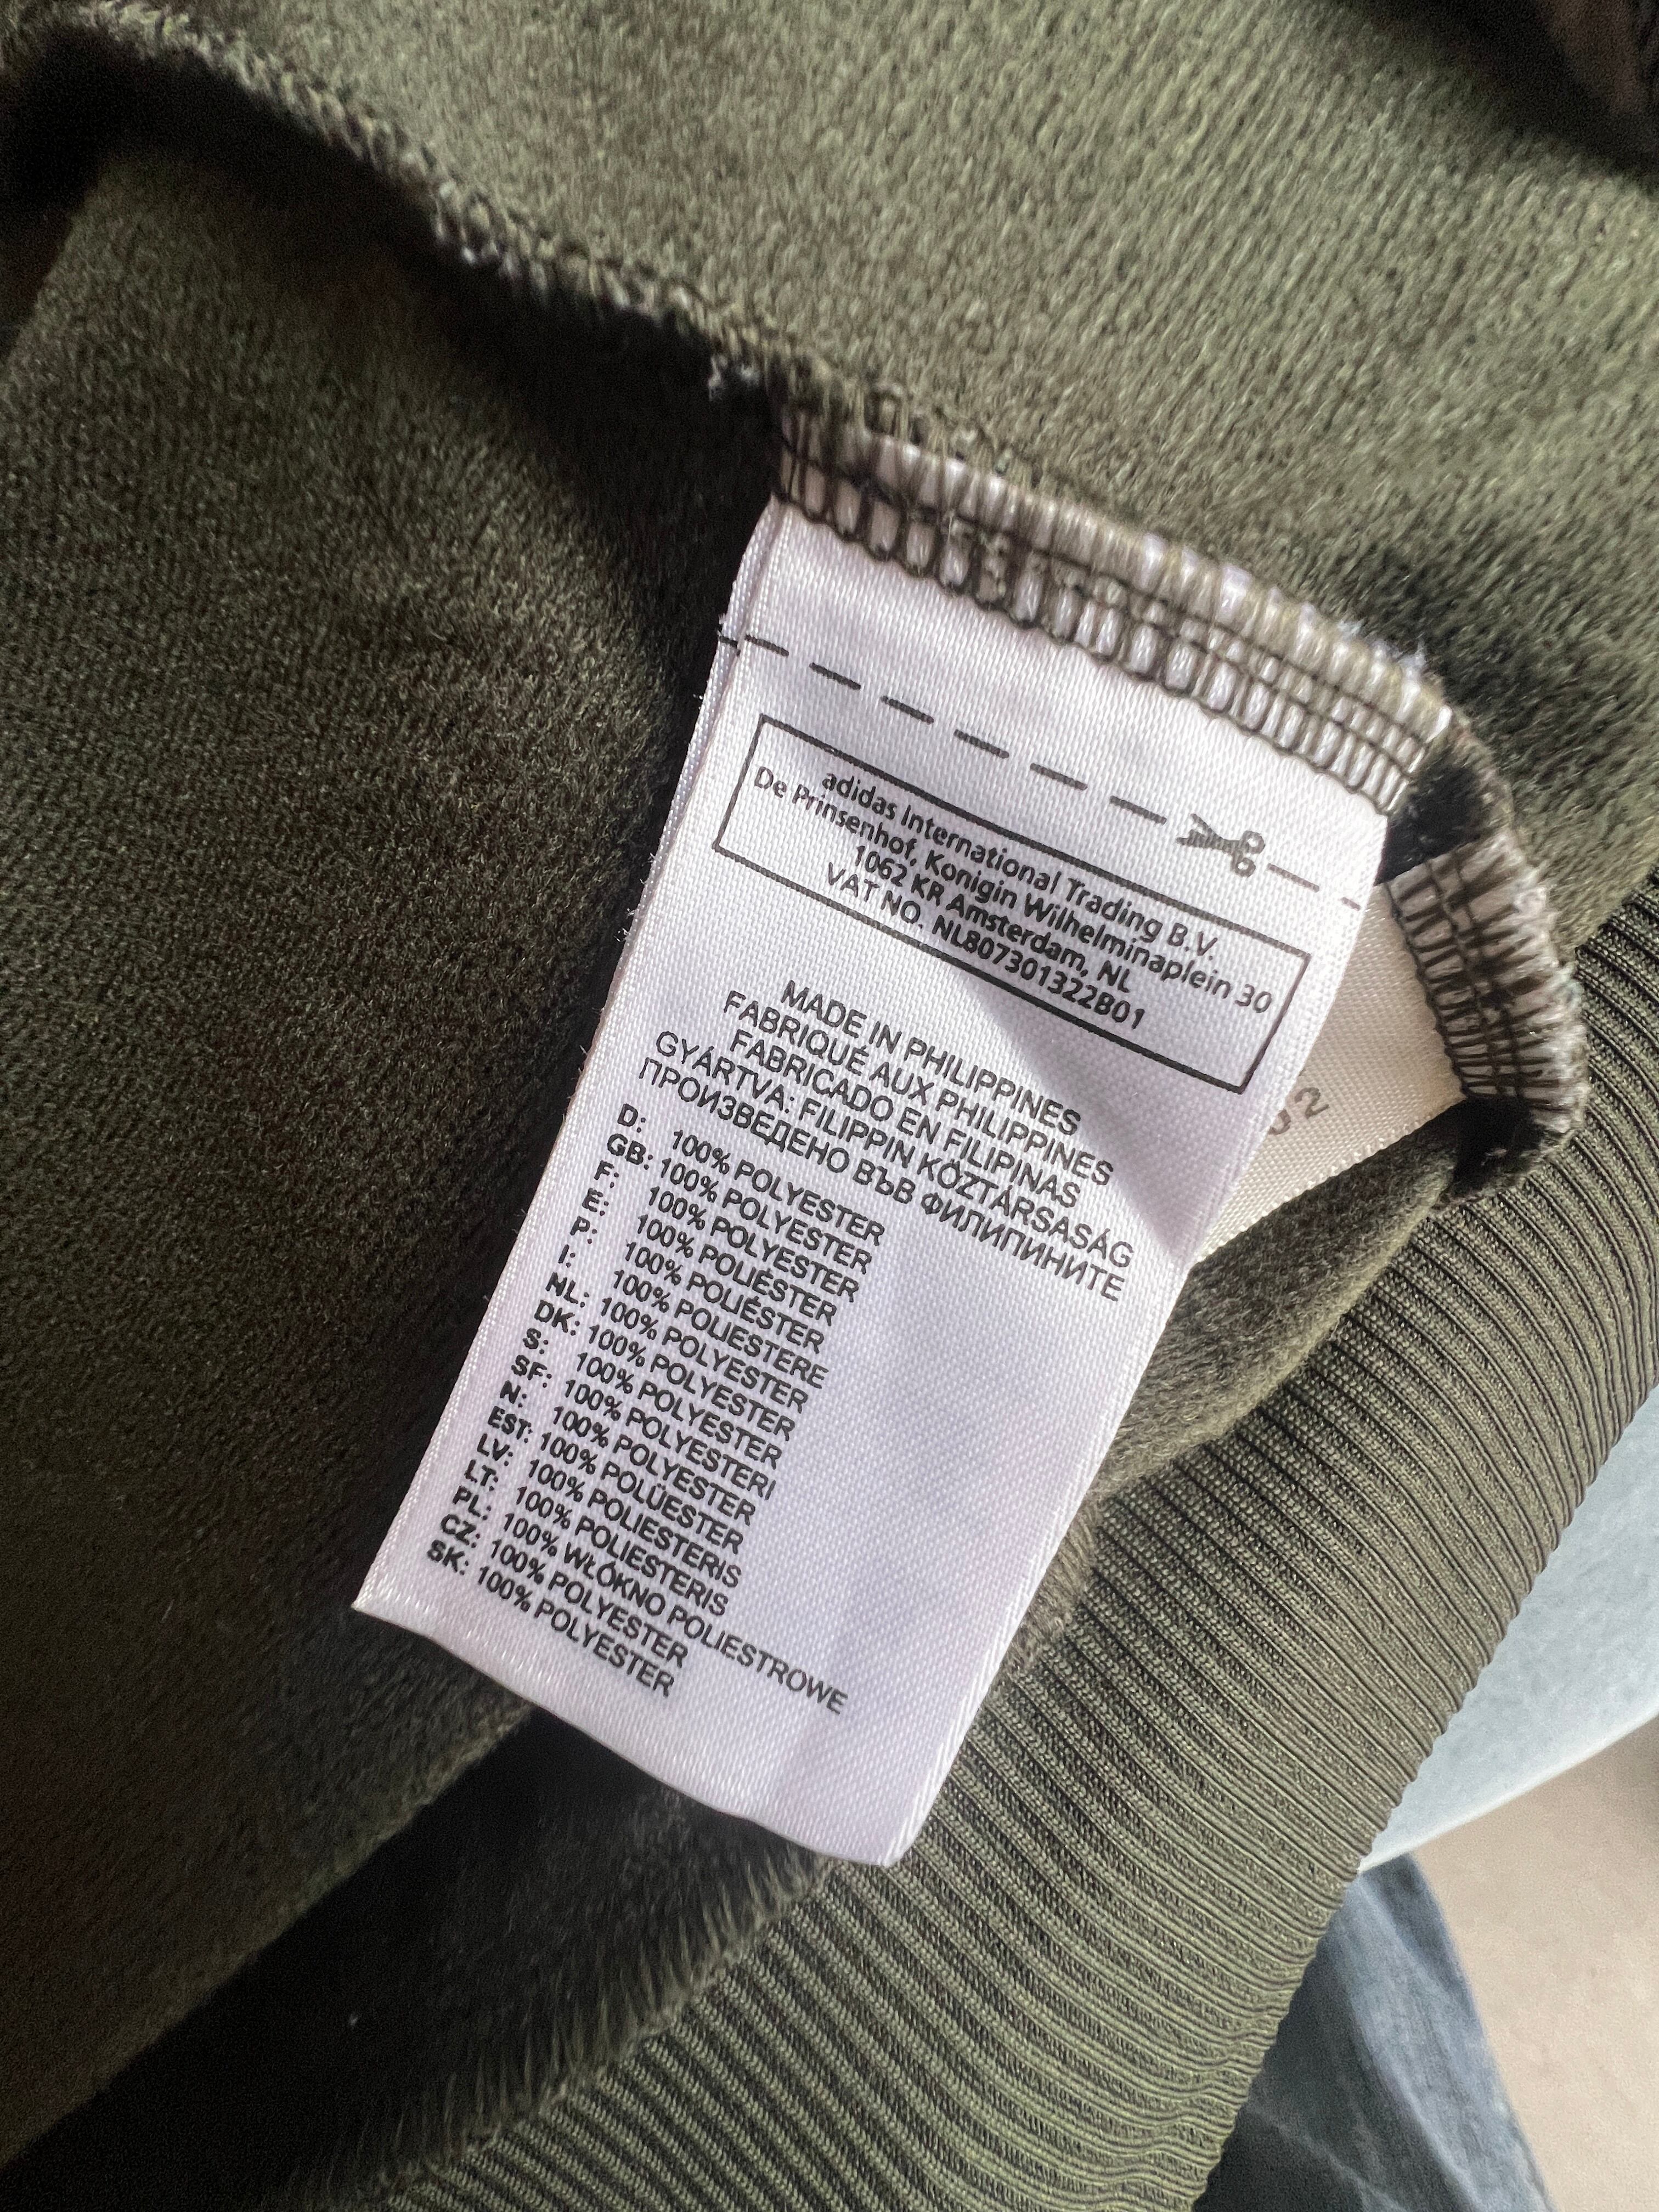 adidas International Trading B.V.
De Prinsenhof, Konigin Wilhelminaplein 30
1062 KR Amsterdam, NL
VAT NO. NL807301322B01
MADE IN PHILIPPINES
FABRIQUÉ AUX PHILIPPINES
FABRICADO EN FILIPINAS
GYÁRTVA: FILIPPIN KÖZTÁRSASÁG
ПРОИЗВЕДЕНО ВЪВ ФИЛИПИНИТЕ
D: 100% POLYESTER
GB: 100% POLYESTER
F: 100% POLYESTER
E: 100% POLIÉSTER
P: 100% POLIÉSTER
I: 100% POLIESTERE
NL: 100% POLYESTER
DK: 100% POLYESTER
S: 100% POLYESTER
SF: 100% POLYESTERI
N: 100% POLYESTER
EST: 100% POLÜESTER
LV: 100% POLIESTERIS
LT: 100% POLIESTERIS
PL: 100% WŁÓKNO POLIESTROWE
CZ: 100% POLYESTER
SK: 100% POLYESTER